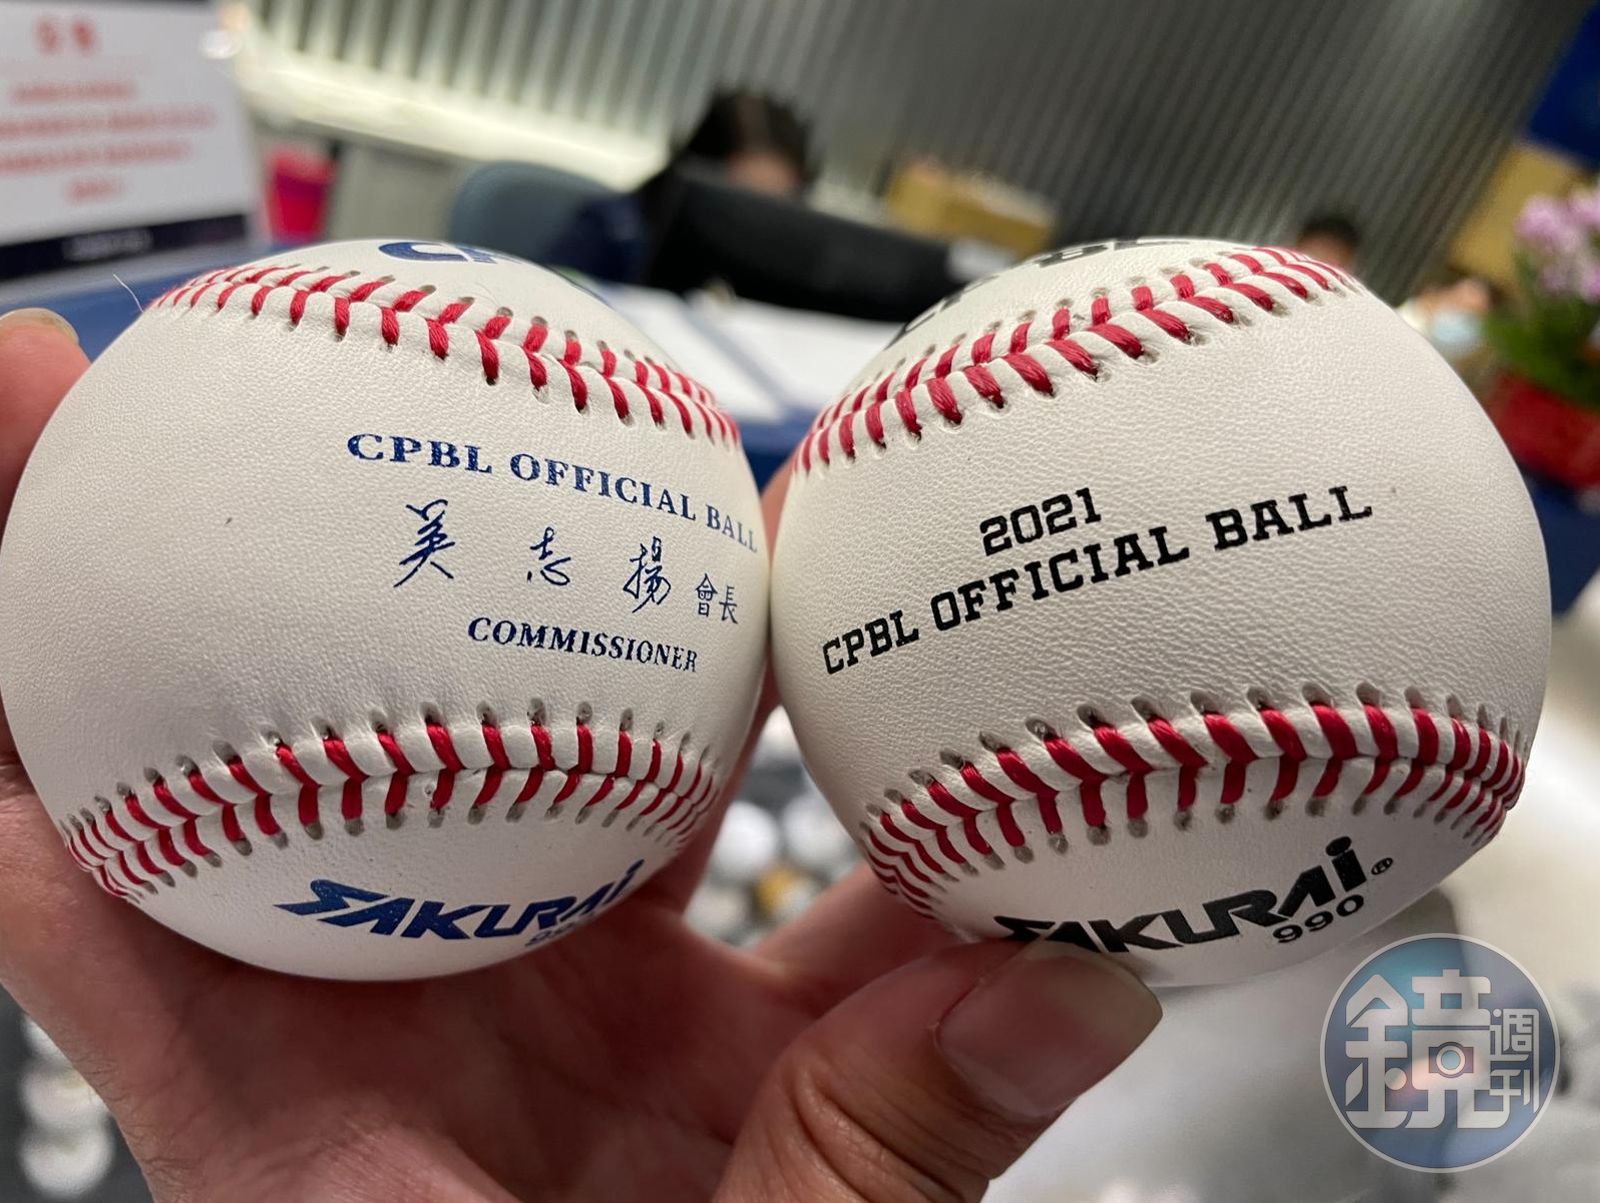 CPBL OFFICIAL BALL
吳志揚 會長
COMMISSIONER
SAKURAI
2021
CPBL OFFICIAL BALL
SAKURAI®
990
鏡週刊